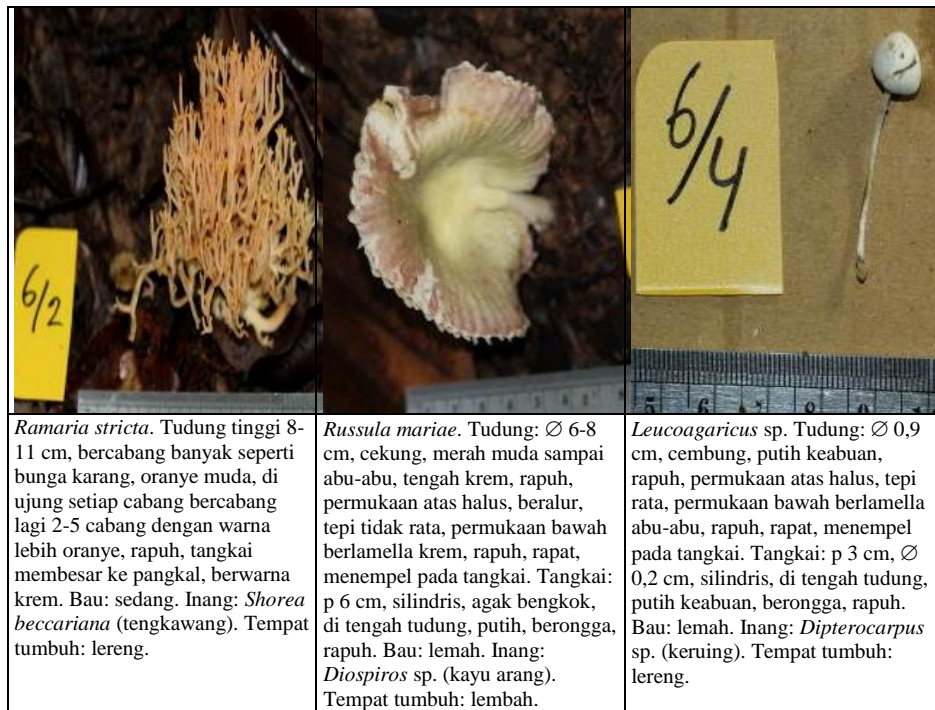 6/2
6/4
5 6
Ramaria stricta. Tudung tinggi 8-
11 cm, bercabang banyak seperti
bunga karang, oranye muda, di
ujung setiap cabang bercabang
lagi 2-5 cabang dengan warna
lebih oranye, rapuh, tangkai
membesar ke pangkal, berwarna
krem. Bau: sedang. Inang: Shorea
beccariana (tengkawang). Tempat
tumbuh: lereng.
Russula mariae. Tudung: ∅ 6-8
cm, cekung, merah muda sampai
abu-abu, tengah krem, rapuh,
permukaan atas halus, beralur,
tepi tidak rata, permukaan bawah
berlamella krem, rapuh, rapat,
menempel pada tangkai. Tangkai:
p 6 cm, silindris, agak bengkok,
di tengah tudung, putih, berongga,
rapuh. Bau: lemah. Inang:
Diospiros sp. (kayu arang).
Tempat tumbuh: lembah.
Leucoagaricus sp. Tudung: ∅ 0,9
cm, cembung, putih keabuan,
rapuh, permukaan atas halus, tepi
rata, permukaan bawah berlamella
abu-abu, rapuh, rapat, menempel
pada tangkai. Tangkai: p 3 cm, ∅
0,2 cm, silindris, di tengah tudung,
putih keabuan, berongga, rapuh.
Bau: lemah. Inang: Dipterocarpus
sp. (keruing). Tempat tumbuh:
lereng.